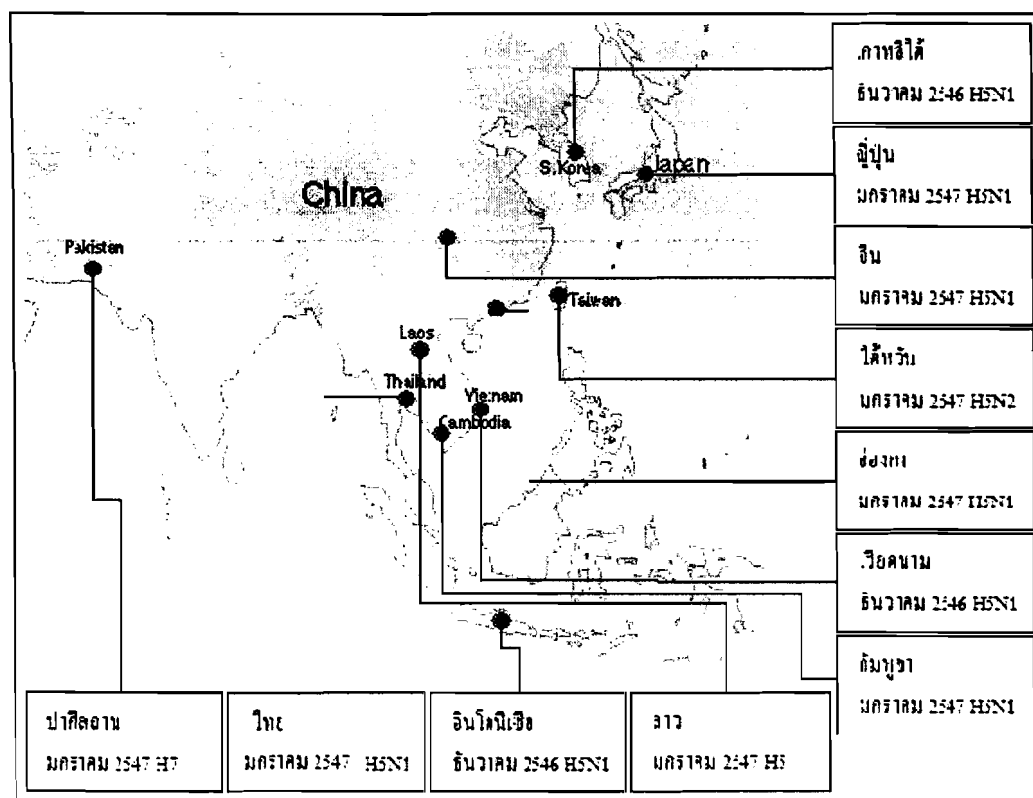 China
S.Korea
Japan
Pakistan
Taiwan
Laos
Thailand
Vietnam
Cambodia
เกาหลีใต้
ธันวาคม 2546 H5N1
ญี่ปุ่น
มกราคม 2547 H5N1
จีน
มกราคม 2547 H5N1
ไต้หวัน
มกราคม 2547 H5N2
ฮ่องกง
มกราคม 2547 H5N1
เวียดนาม
ธันวาคม 2546 H5N1
กัมพูชา
มกราคม 2547 H5N1
ปากีสถาน
มกราคม 2547 H7
ไทย
มกราคม 2547 H5N1
อินโดนีเซีย
ธันวาคม 2546 H5N1
ลาว
มกราคม 2547 H5